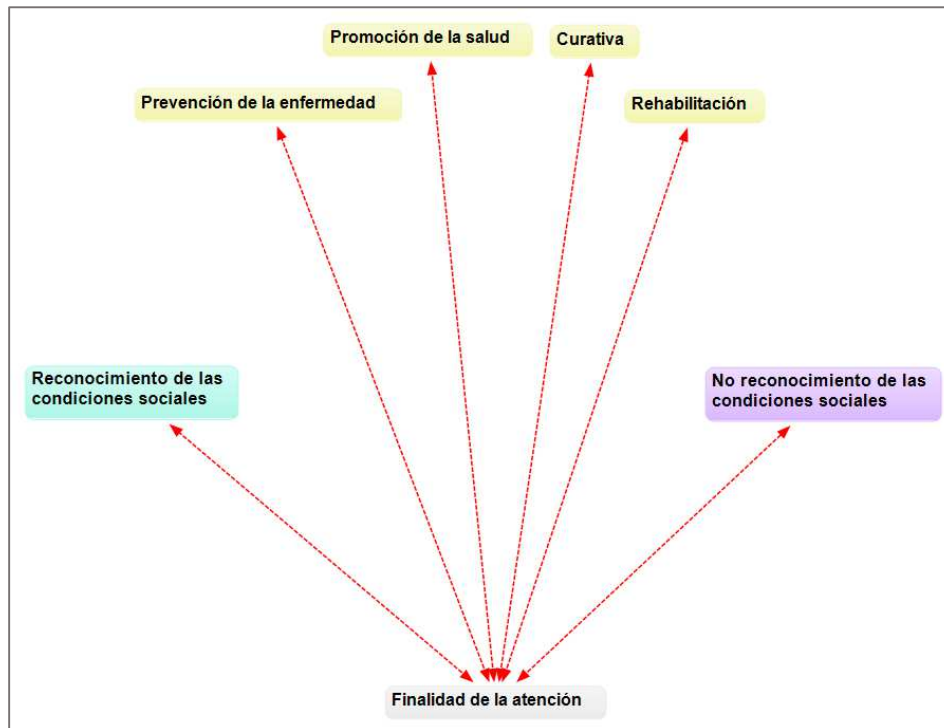 Promoción de la salud
Curativa
Prevención de la enfermedad
Rehabilitación
Reconocimiento de las
condiciones sociales
No reconocimiento de las
condiciones sociales
Finalidad de la atención